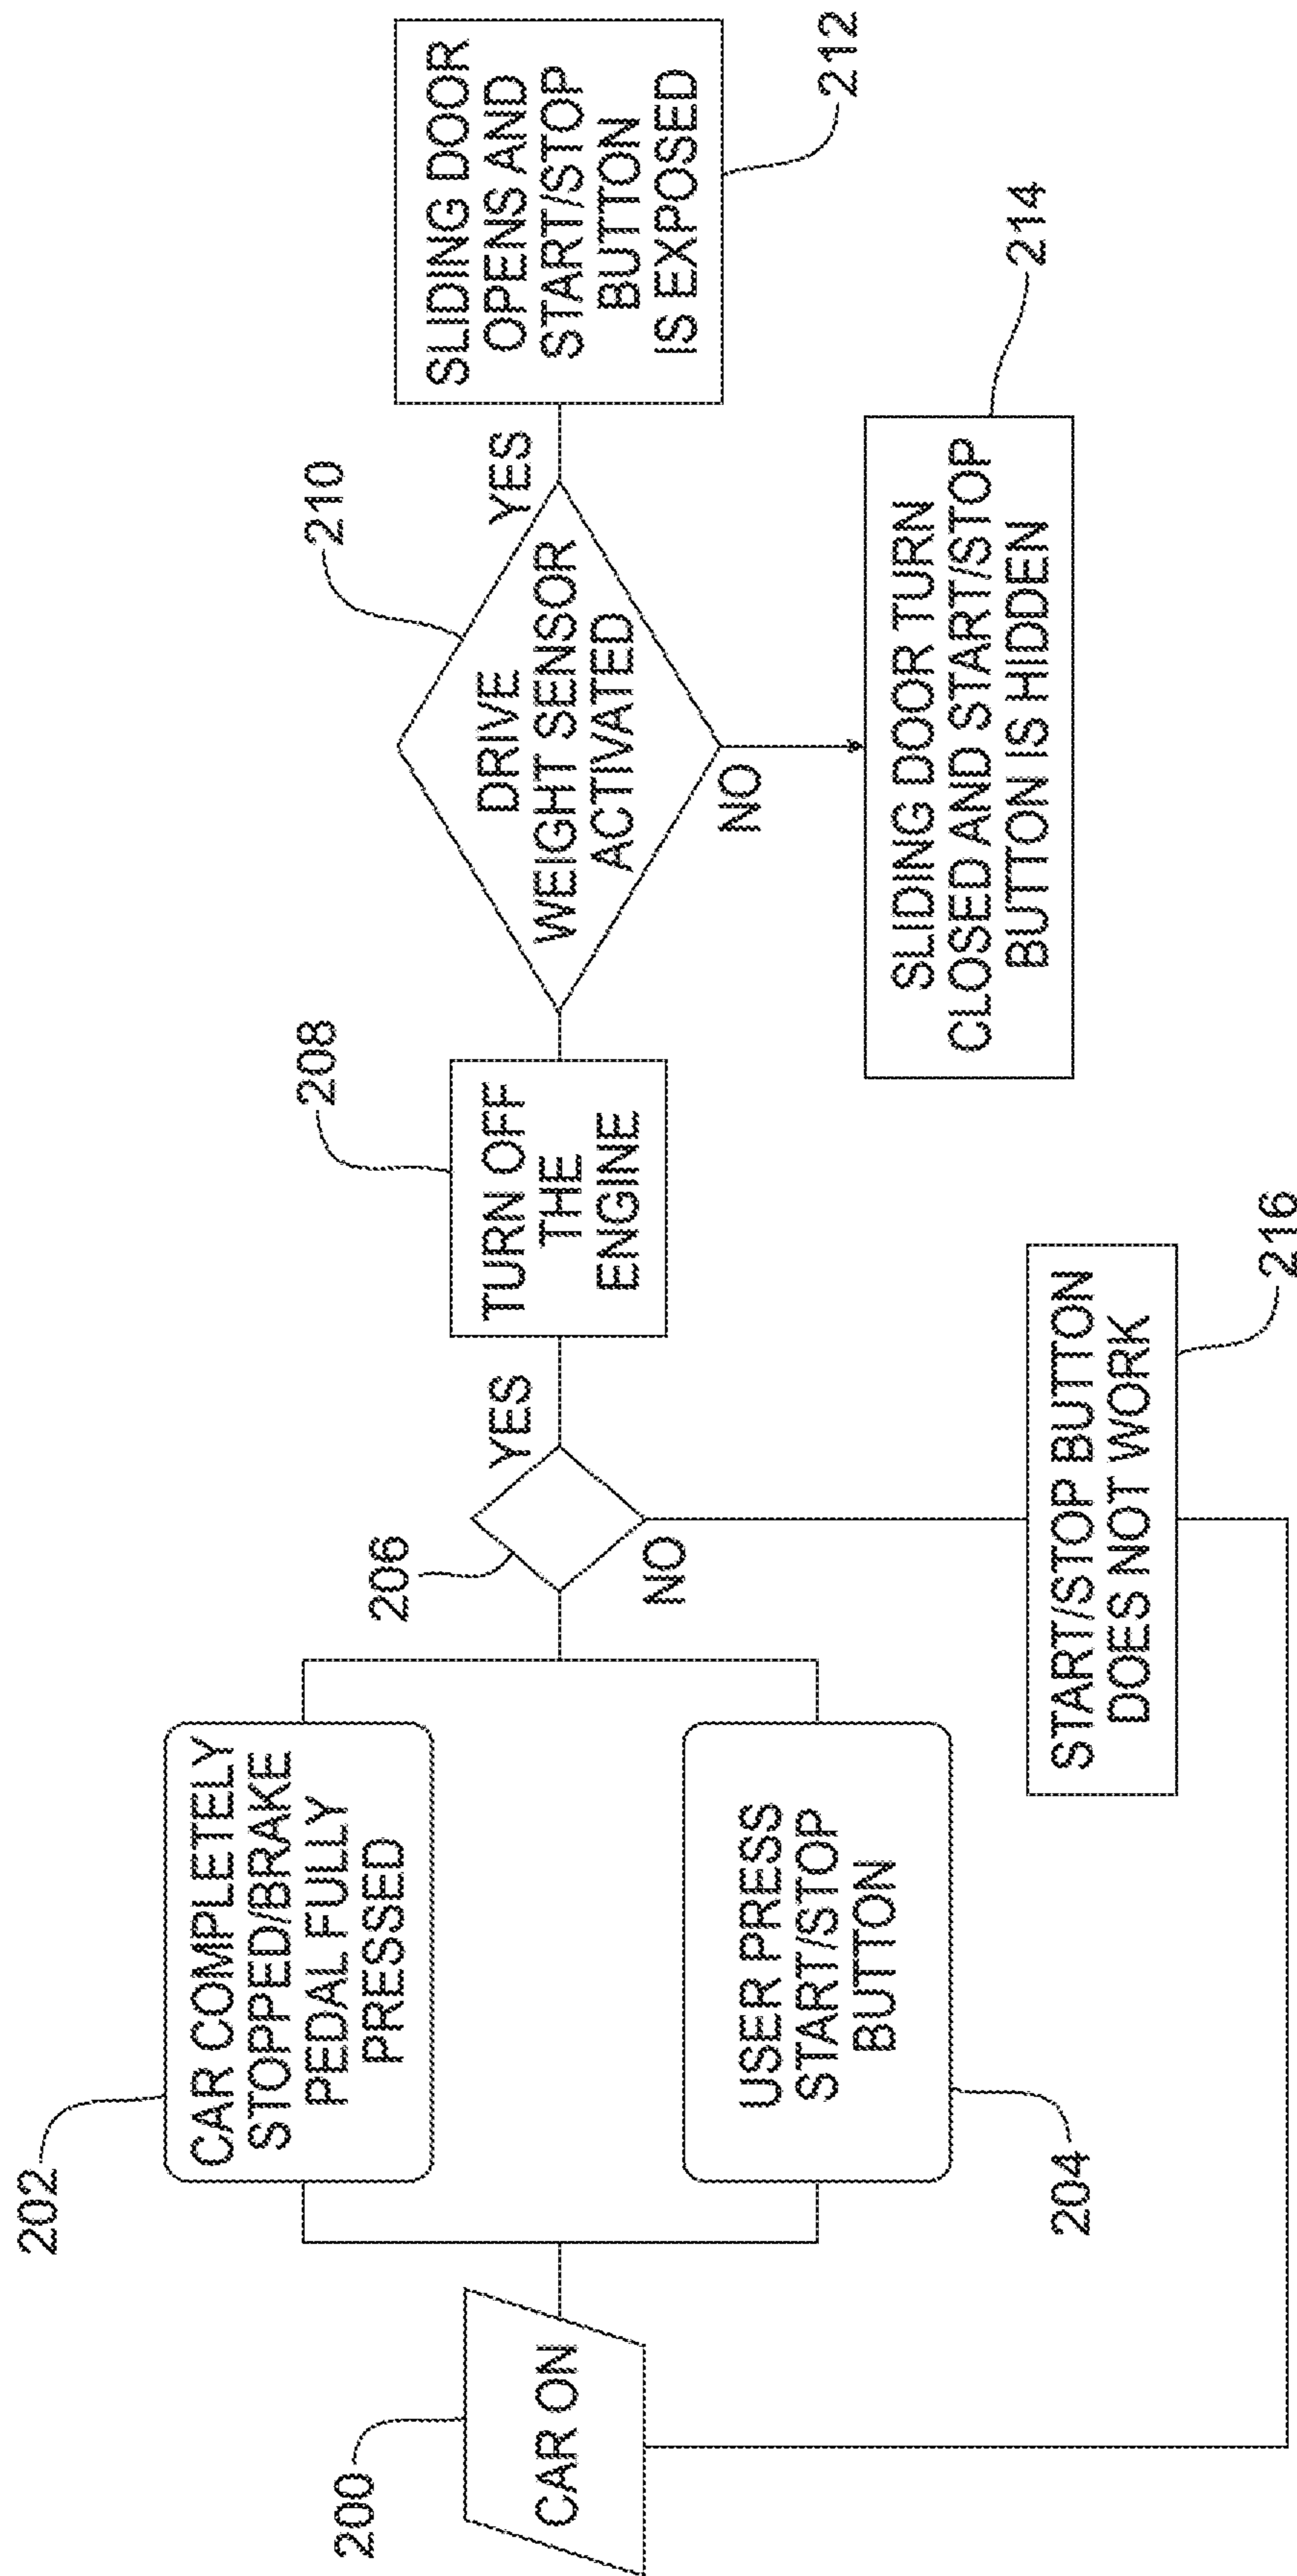 200
CAR ON
202
CAR COMPLETELY
STOPPED/BRAKE
PEDAL FULLY
PRESSED
USER PRESS
START/STOP
BUTTON
204
206
YES
NO
START/STOP BUTTON
DOES NOT WORK
216
208
TURN OFF
THE
ENGINE
210
DRIVE
WEIGHT SENSOR
ACTIVATED
YES
NO
SLIDING DOOR
OPENS AND
START/STOP
BUTTON
IS EXPOSED
212
SLIDING DOOR TURN
CLOSED AND START/STOP
BUTTON IS HIDDEN
214